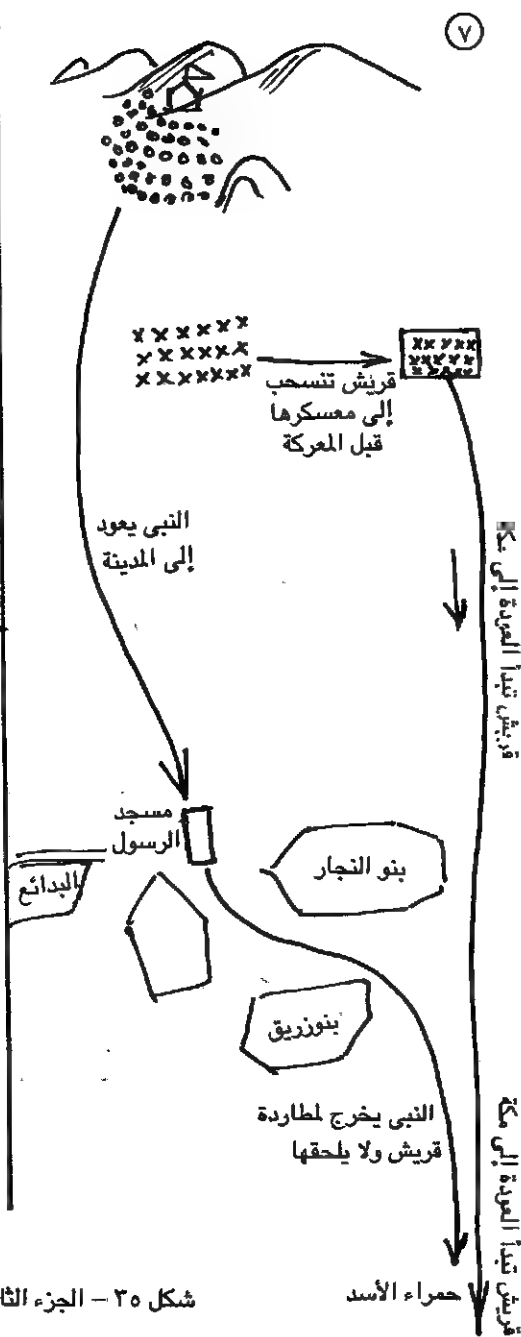 ٧
قريش تنسحب
إلى معسكرها
قبل المعركة
النبى يعود
إلى المدينة
قريش تبدأ العودة إلى
مسجد
الرسول
البدائع
بنو النجار
بنوزريق
النبى يخرج لمطاردة
قريش ولا يلحقها
قريش تبدأ العودة إلى مكة
حمراء الأسد
شكل ٣٥ – الجزء